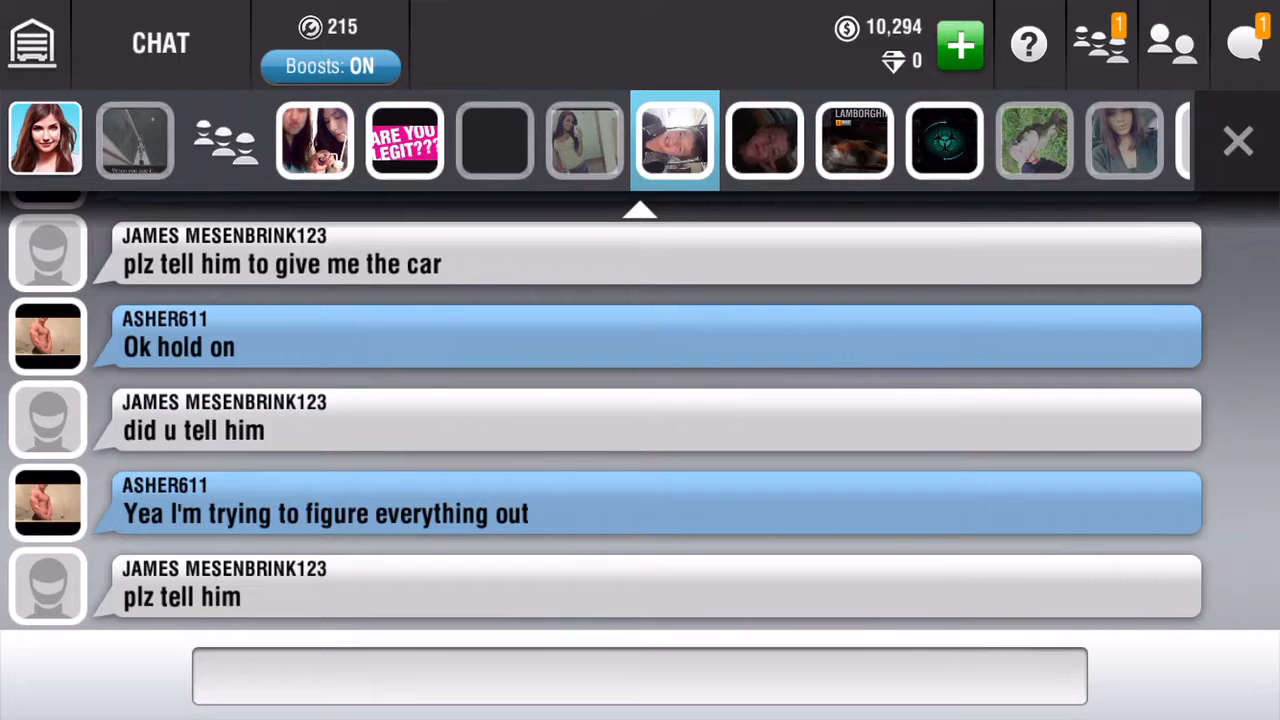 CHAT
215
Boosts: ON
10,294
0
1
1
ARE YOU
LEGIT???
LAMBORGHI
JAMES MESENBRINK123
plz tell him to give me the car
ASHER611
Ok hold on
JAMES MESENBRINK123
did u tell him
ASHER611
Yea I'm trying to figure everything out
JAMES MESENBRINK123
plz tell him